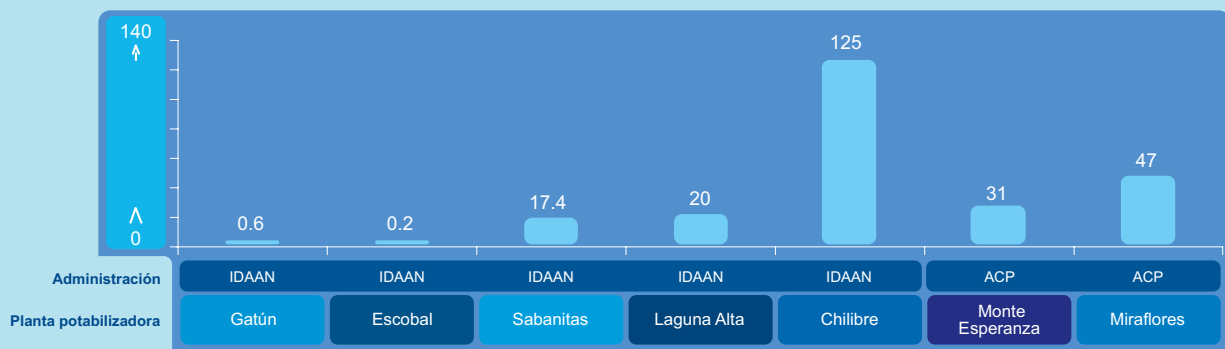 140
0
0.6
0.2
17.4
20
125
31
47
Administración
IDAAN
IDAAN
IDAAN
IDAAN
IDAAN
ACP
ACP
Planta potabilizadora
Gatún
Escobal
Sabanitas
Laguna Alta
Chilibre
Monte
Esperanza
Miraflores